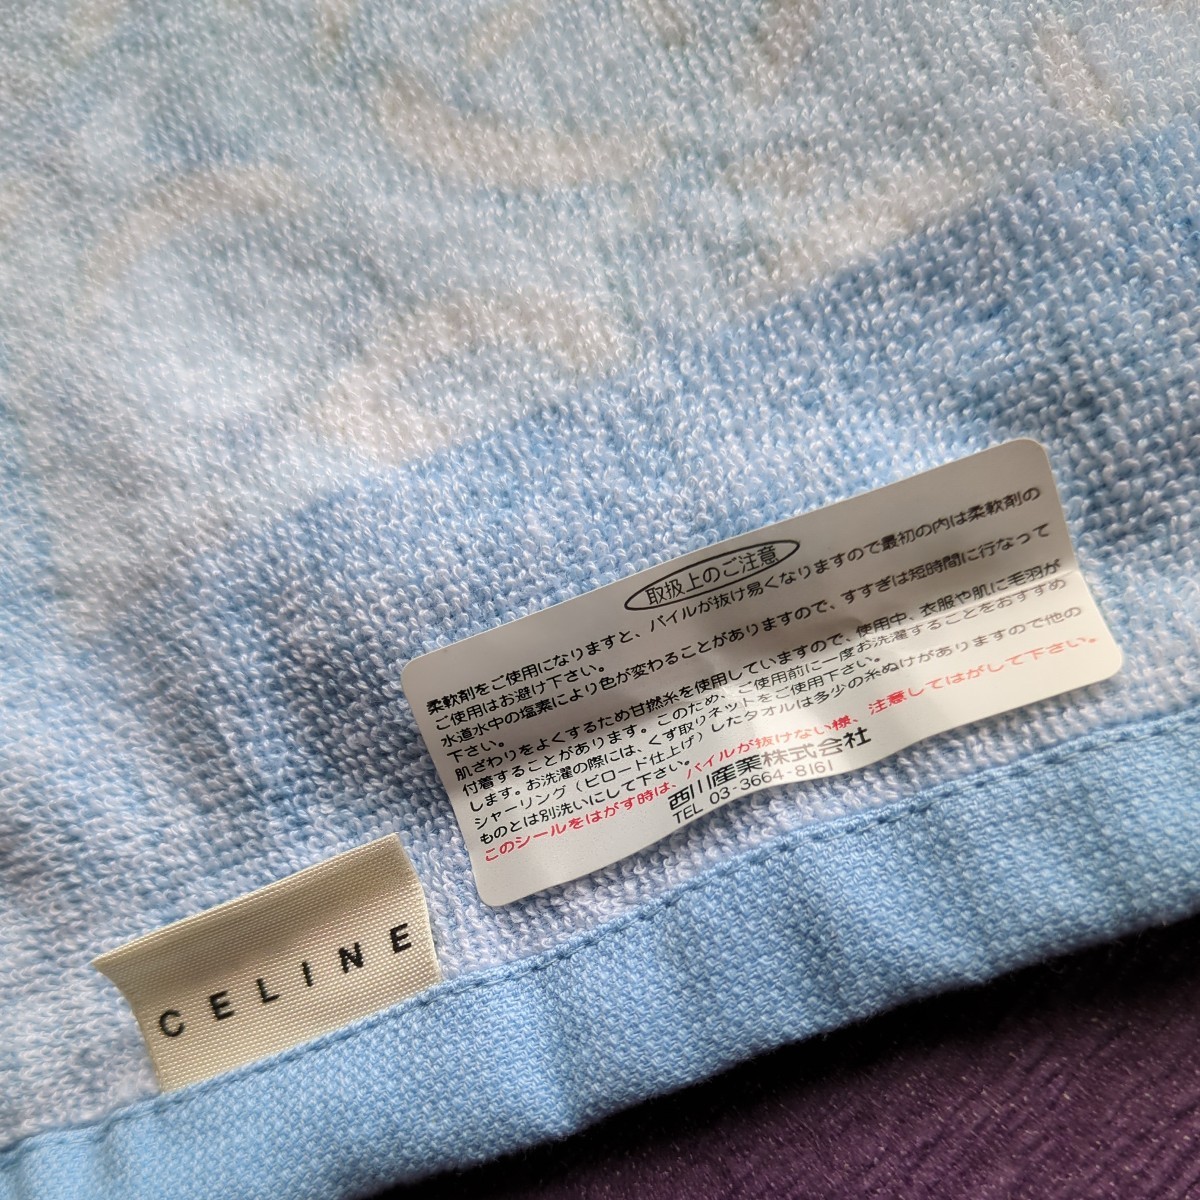 取扱上のご注意
柔軟剤をご使用になりますと、パイルが抜け易くなりますので最初の内は柔軟剤の
ご使用はお避け下さい。
水道水中の塩素により色が変わることがありますので、すすぎは短時間に行なって
下さい。
肌ざわりをよくするため甘撚糸を使用していますので、使用中、衣服や肌に毛羽が
付着することがあります。このため、ご使用前に一度お洗濯することをおすすめ
します。お洗濯の際には、くず取りネットをご使用下さい。
シャーリング(ビロード仕上げ)したタオルは多少の糸ぬけがありますので他の
ものとは別洗いにして下さい。
このシールをはがす時は、パイルが抜けない様、注意してはがして下さい。
西川産業株式会社
TEL 03-3664-8161
CELINE